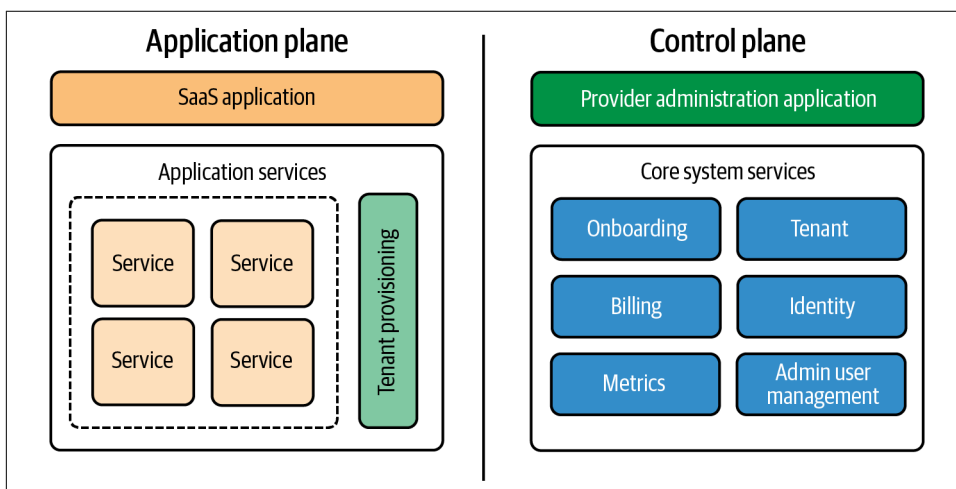 Application plane
SaaS application
Application services
Service
Service
Service
Service
Tenant provisioning
Control plane
Provider administration application
Core system services
Onboarding
Tenant
Billing
Identity
Metrics
Admin user
management